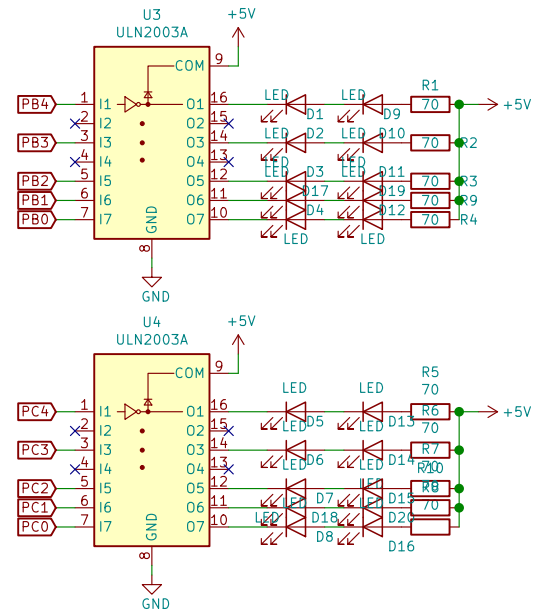 U3
ULN2003A
+5V
COM 9
PB4 1 I1 O1 16 LED D1 LED D9 R1 70 +5V
I2 O2 15
PB3 3 I3 O3 14 LED D2 LED D10 70 R2
I4 O4 13
PB2 5 I5 O5 12 LED D3 LED D11 70 R3
PB1 6 I6 O6 11 D17 D19 70 R9
PB0 7 I7 O7 10 D4 D12 70 R4
LED LED
GND
8
GND
U4
ULN2003A
+5V
COM 9
R5
70
PC4 1 I1 O1 16 LED D5 LED D13 R6 +5V
70
I2 2 O2 15
PC3 3 I3 O3 14 LED D6 LED D14 R7
I4 4 O4 13
R10
PC2 5 I5 O5 12 D7 LED D15 R8
PC1 6 I6 O6 11 LED D18 LED D20 70
PC0 7 I7 O7 10 LED D8 D16
GND
8
GND